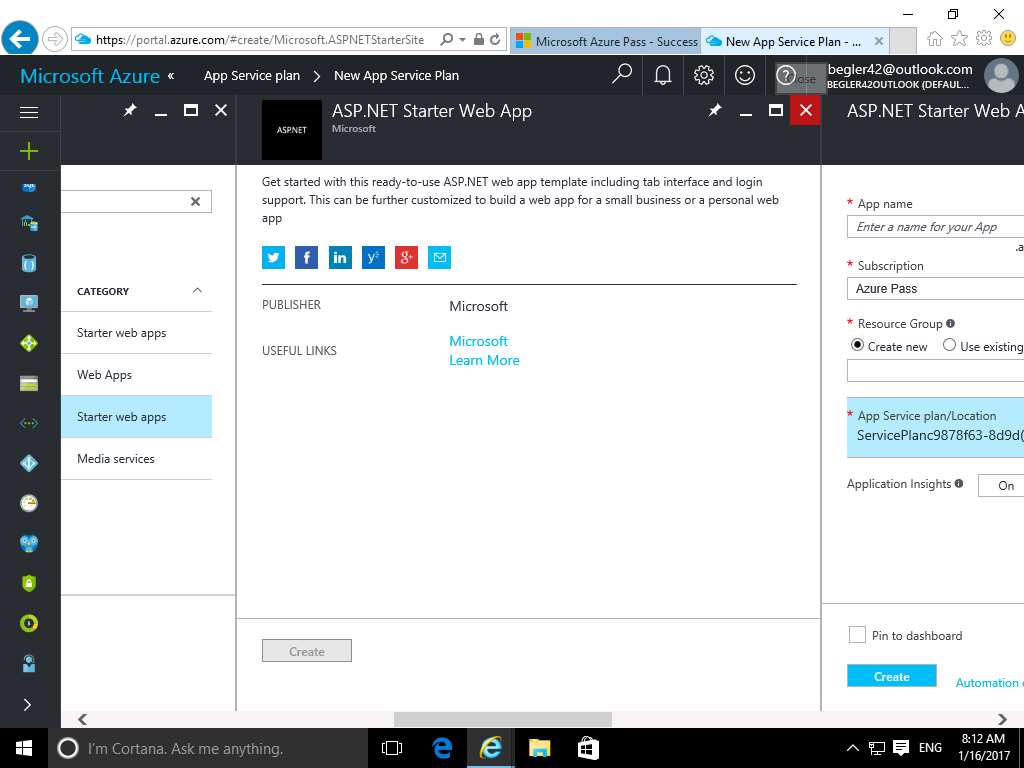 https://portal.azure.com/#create/Microsoft.ASPNETStarterSite
Microsoft Azure Pass - Success
New App Service Plan - ...
Microsoft Azure «
App Service plan
New App Service Plan
begler42@outlook.com
BEGLER42OUTLOOK (DEFAUL...
ASP.NET
ASP.NET Starter Web App
Microsoft
ASP.NET Starter Web A
Get started with this ready-to-use ASP.NET web app template including tab interface and login
support. This can be further customized to build a web app for a small business or a personal web
app
PUBLISHER
Microsoft
USEFUL LINKS
Microsoft
Learn More
Create
CATEGORY
Starter web apps
Web Apps
Starter web apps
Media services
* App name
Enter a name for your App
.a
* Subscription
Azure Pass
* Resource Group
Create new
Use existing
* App Service plan/Location
ServicePlanc9878f63-8d9d(
Application Insights
On
Pin to dashboard
Create
Automation
I'm Cortana. Ask me anything.
ENG
8:12 AM
1/16/2017